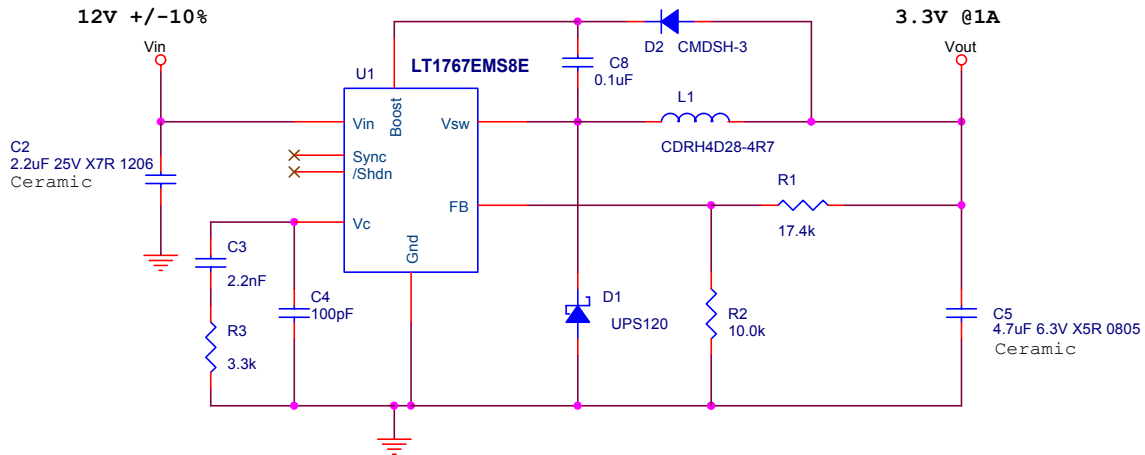 12V +/-10%
3.3V @1A
Vin
Vout
D2 CMDSH-3
C8
0.1uF
LT1767EMS8E
U1
L1
CDRH4D28-4R7
Vin
Boost
Vsw
Sync
/Shdn
FB
Vc
Gnd
C2
2.2uF 25V X7R 1206
Ceramic
R1
17.4k
C3
2.2nF
C4
100pF
R3
3.3k
D1
UPS120
R2
10.0k
C5
4.7uF 6.3V X5R 0805
Ceramic